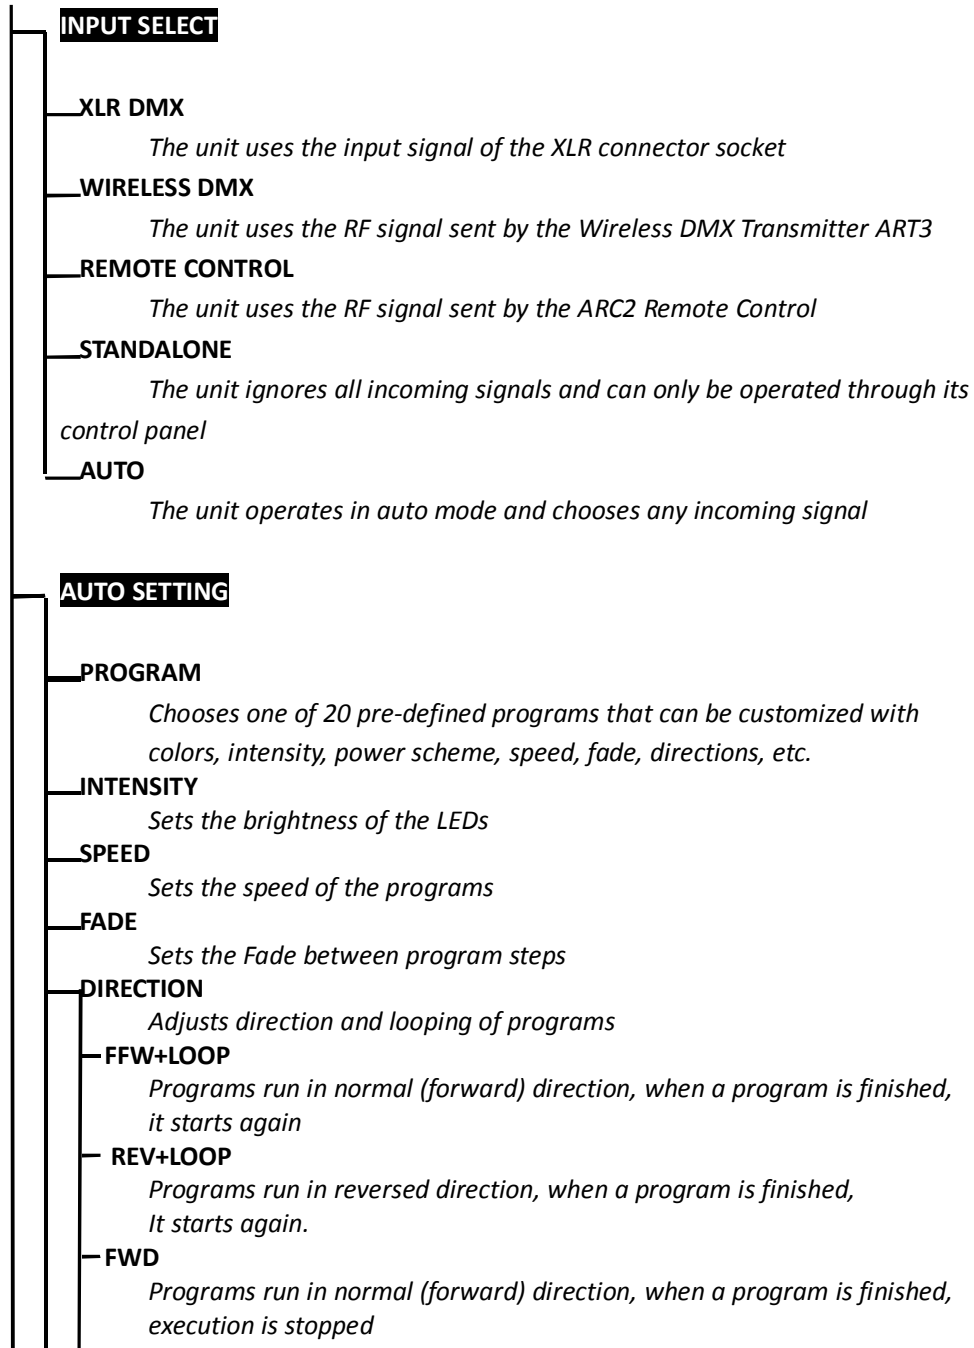 INPUT SELECT
XLR DMX
The unit uses the input signal of the XLR connector socket
WIRELESS DMX
The unit uses the RF signal sent by the Wireless DMX Transmitter ART3
REMOTE CONTROL
The unit uses the RF signal sent by the ARC2 Remote Control
STANDALONE
The unit ignores all incoming signals and can only be operated through its
control panel
AUTO
The unit operates in auto mode and chooses any incoming signal
AUTO SETTING
PROGRAM
Chooses one of 20 pre-defined programs that can be customized with
colors, intensity, power scheme, speed, fade, directions, etc.
INTENSITY
Sets the brightness of the LEDs
SPEED
Sets the speed of the programs
FADE
Sets the Fade between program steps
DIRECTION
Adjusts direction and looping of programs
FFW+LOOP
Programs run in normal (forward) direction, when a program is finished,
it starts again
REV+LOOP
Programs run in reversed direction, when a program is finished,
It starts again.
FWD
Programs run in normal (forward) direction, when a program is finished,
execution is stopped